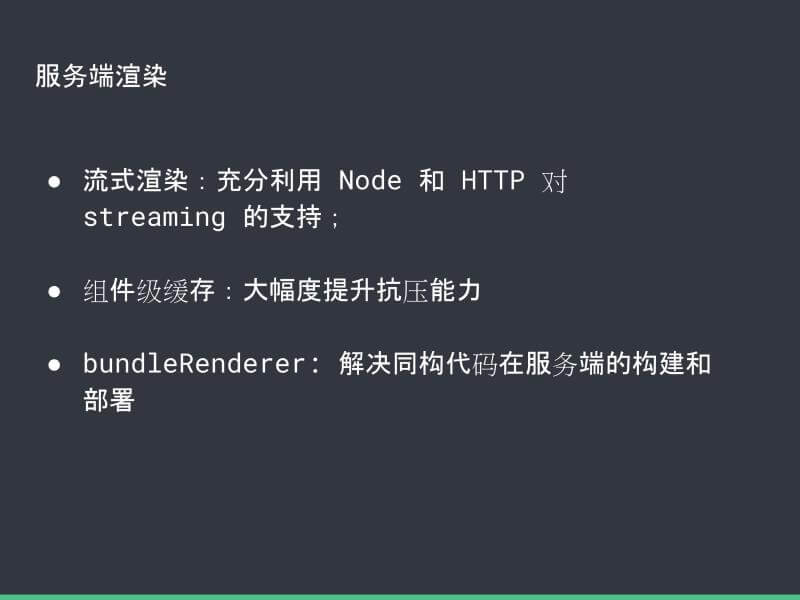 服务端渲染
● 流式渲染：充分利用 Node 和 HTTP 对
streaming 的支持；
● 组件级缓存：大幅度提升抗压能力
● bundleRenderer: 解决同构代码在服务端的构建和
部署